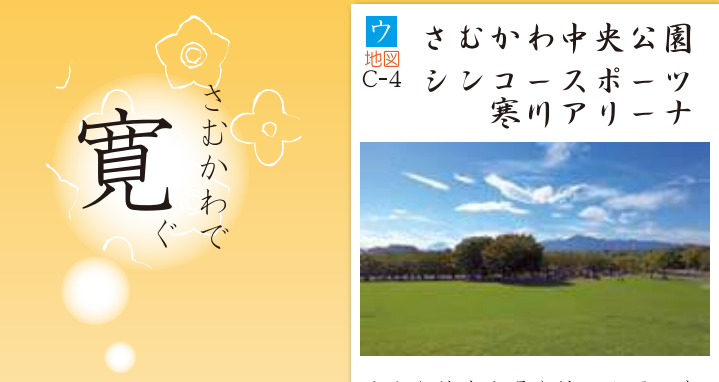 さむかわで
寛ぐ
ウ
地図
C-4
さむかわ中央公園
シンコースポーツ
寒川アリーナ